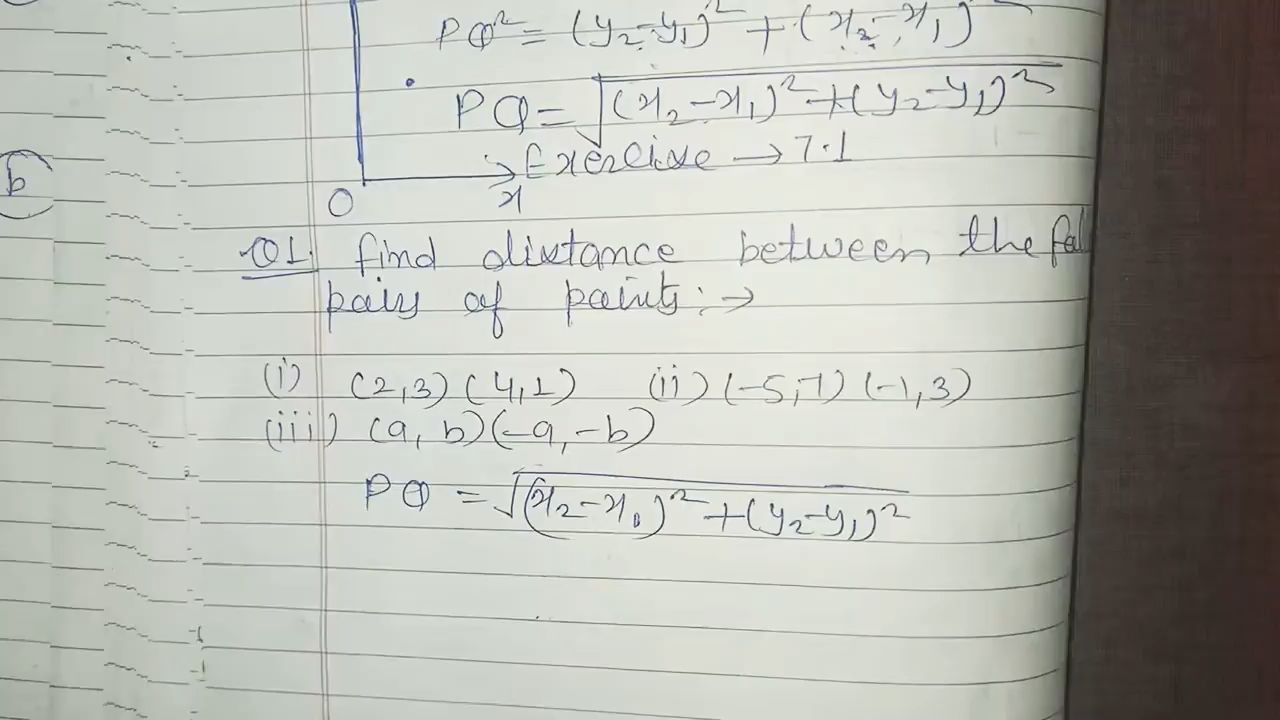 PQ² = (y₂-y₁)² + (x₂-x₁)²
PQ = √(x₂-x₁)² + (y₂-y₁)²
Exercise → 7.1
b
O x
Q1. find distance between the fol
pairs of points :→
(i) (2,3) (4,1) (ii) (-5,7) (-1,3)
(iii) (a, b) (-a, -b)
PQ = √(x₂-x₁)² + (y₂-y₁)²